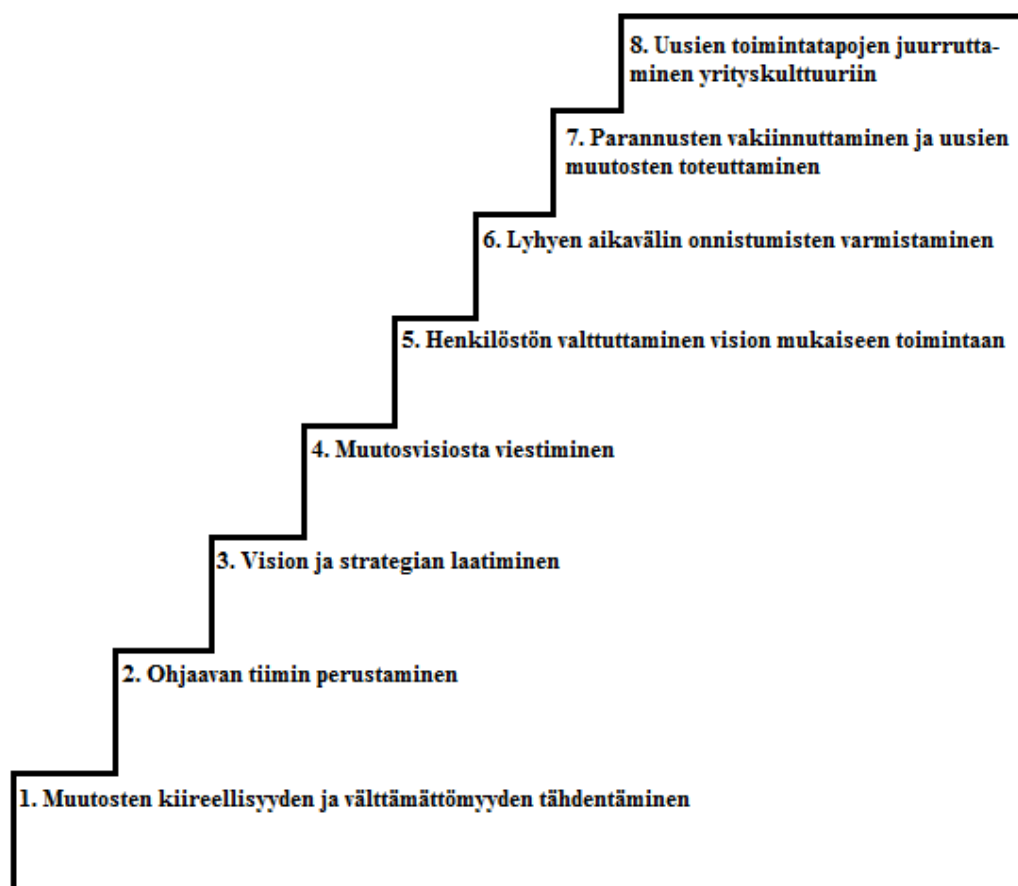 8. Uusien toimintatapojen juurrutta-
minen yrityskulttuuriin
7. Parannusten vakiinnuttaminen ja uusien
muutosten toteuttaminen
6. Lyhyen aikavälin onnistumisten varmistaminen
5. Henkilöstön valttuttaminen vision mukaiseen toimintaan
4. Muutosvisiosta viestiminen
3. Vision ja strategian laatiminen
2. Ohjaavan tiimin perustaminen
1. Muutosten kiireellisyyden ja välttämättömyyden tähdentäminen